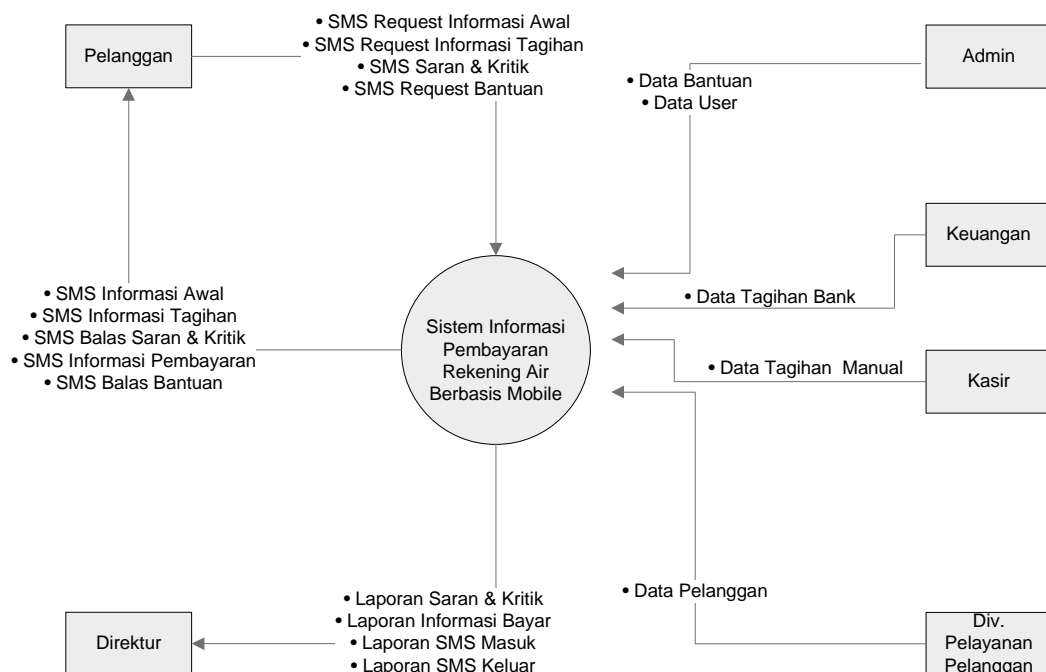 Pelanggan
• SMS Request Informasi Awal
• SMS Request Informasi Tagihan
• SMS Saran & Kritik
• SMS Request Bantuan
• Data Bantuan
• Data User
Admin
Keuangan
• Data Tagihan Bank
• SMS Informasi Awal
• SMS Informasi Tagihan
• SMS Balas Saran & Kritik
• SMS Informasi Pembayaran
• SMS Balas Bantuan
Sistem Informasi
Pembayaran
Rekening Air
Berbasis Mobile
• Data Tagihan Manual
Kasir
• Data Pelanggan
Direktur
• Laporan Saran & Kritik
• Laporan Informasi Bayar
• Laporan SMS Masuk
• Laporan SMS Keluar
Div.
Pelayanan
Pelanggan